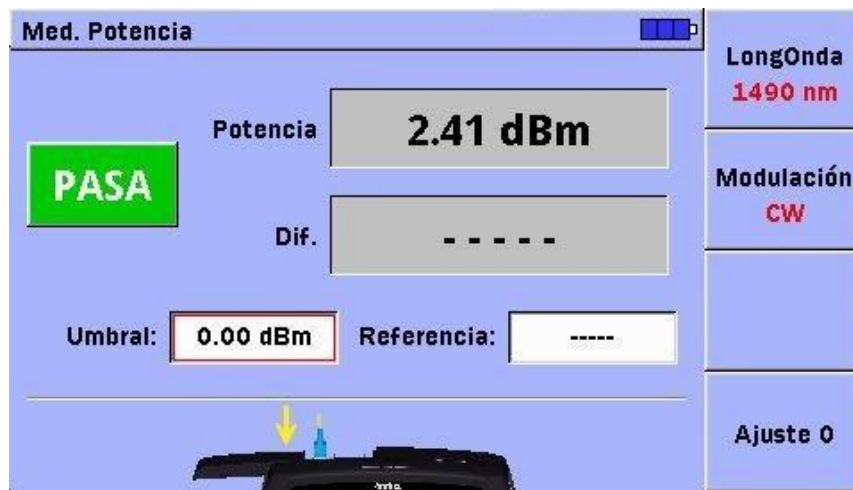 Med. Potencia
LongOnda
1490 nm
Potencia
2.41 dBm
PASA
Modulación
CW
Dif.
- - - - -
Umbral:
0.00 dBm
Referencia:
-----
Ajuste 0